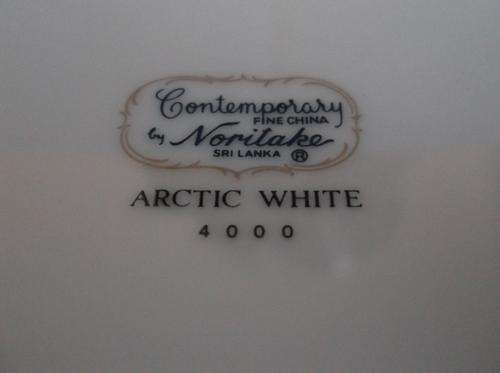 Contemporary
FINE CHINA
by Noritake
SRI LANKA ®
ARCTIC WHITE
4000